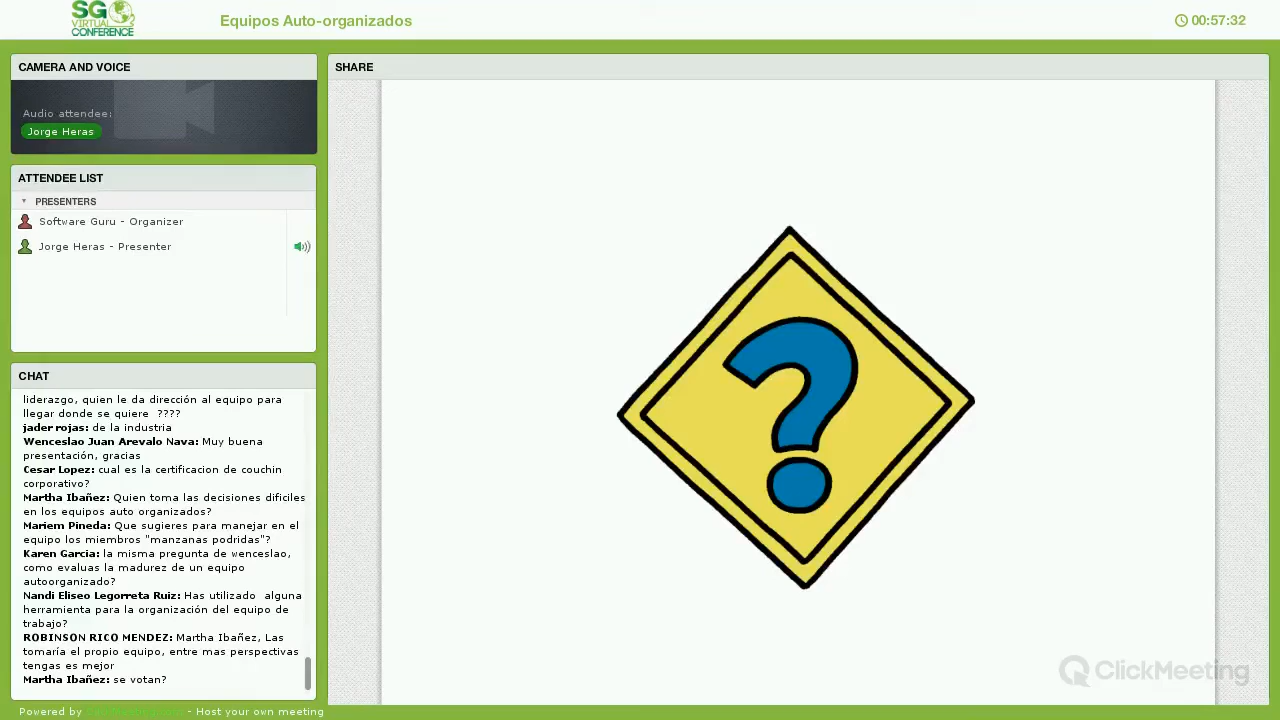 SG
VIRTUAL
CONFERENCE
Equipos Auto-organizados
00:57:32
CAMERA AND VOICE
Audio attendee:
Jorge Heras
ATTENDEE LIST
PRESENTERS
Software Guru - Organizer
Jorge Heras - Presenter
CHAT
liderazgo, quien le da dirección al equipo para
llegar donde se quiere ????
jader rojas: de la industria
Wenceslao Juan Arevalo Nava: Muy buena
presentación, gracias
Cesar Lopez: cual es la certificacion de couchin
corporativo?
Martha Ibañez: Quien toma las decisiones dificiles
en los equipos auto organizados?
Mariem Pineda: Que sugieres para manejar en el
equipo los miembros "manzanas podridas"?
Karen Garcia: la misma pregunta de wenceslao,
como evaluas la madurez de un equipo
autoorganizado?
Nandi Eliseo Legorreta Ruiz: Has utilizado alguna
herramienta para la organización del equipo de
trabajo?
ROBINSON RICO MENDEZ: Martha Ibañez, Las
tomaría el propio equipo, entre mas perspectivas
tengas es mejor
Martha Ibañez: se votan?
SHARE
?
ClickMeeting
Powered by - Host your own meeting